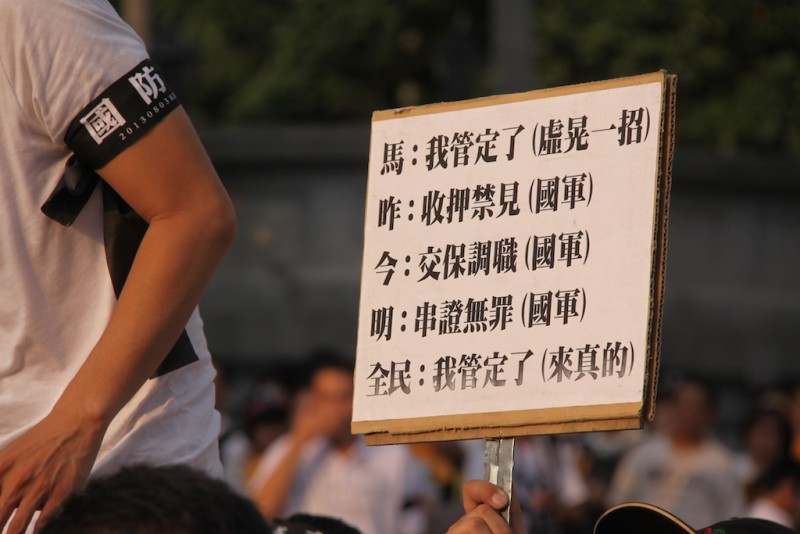 國防
20130803
馬：我管定了(虛晃一招)
昨：收押禁見(國軍)
今：交保調職(國軍)
明：串證無罪(國軍)
全民：我管定了(來真的)